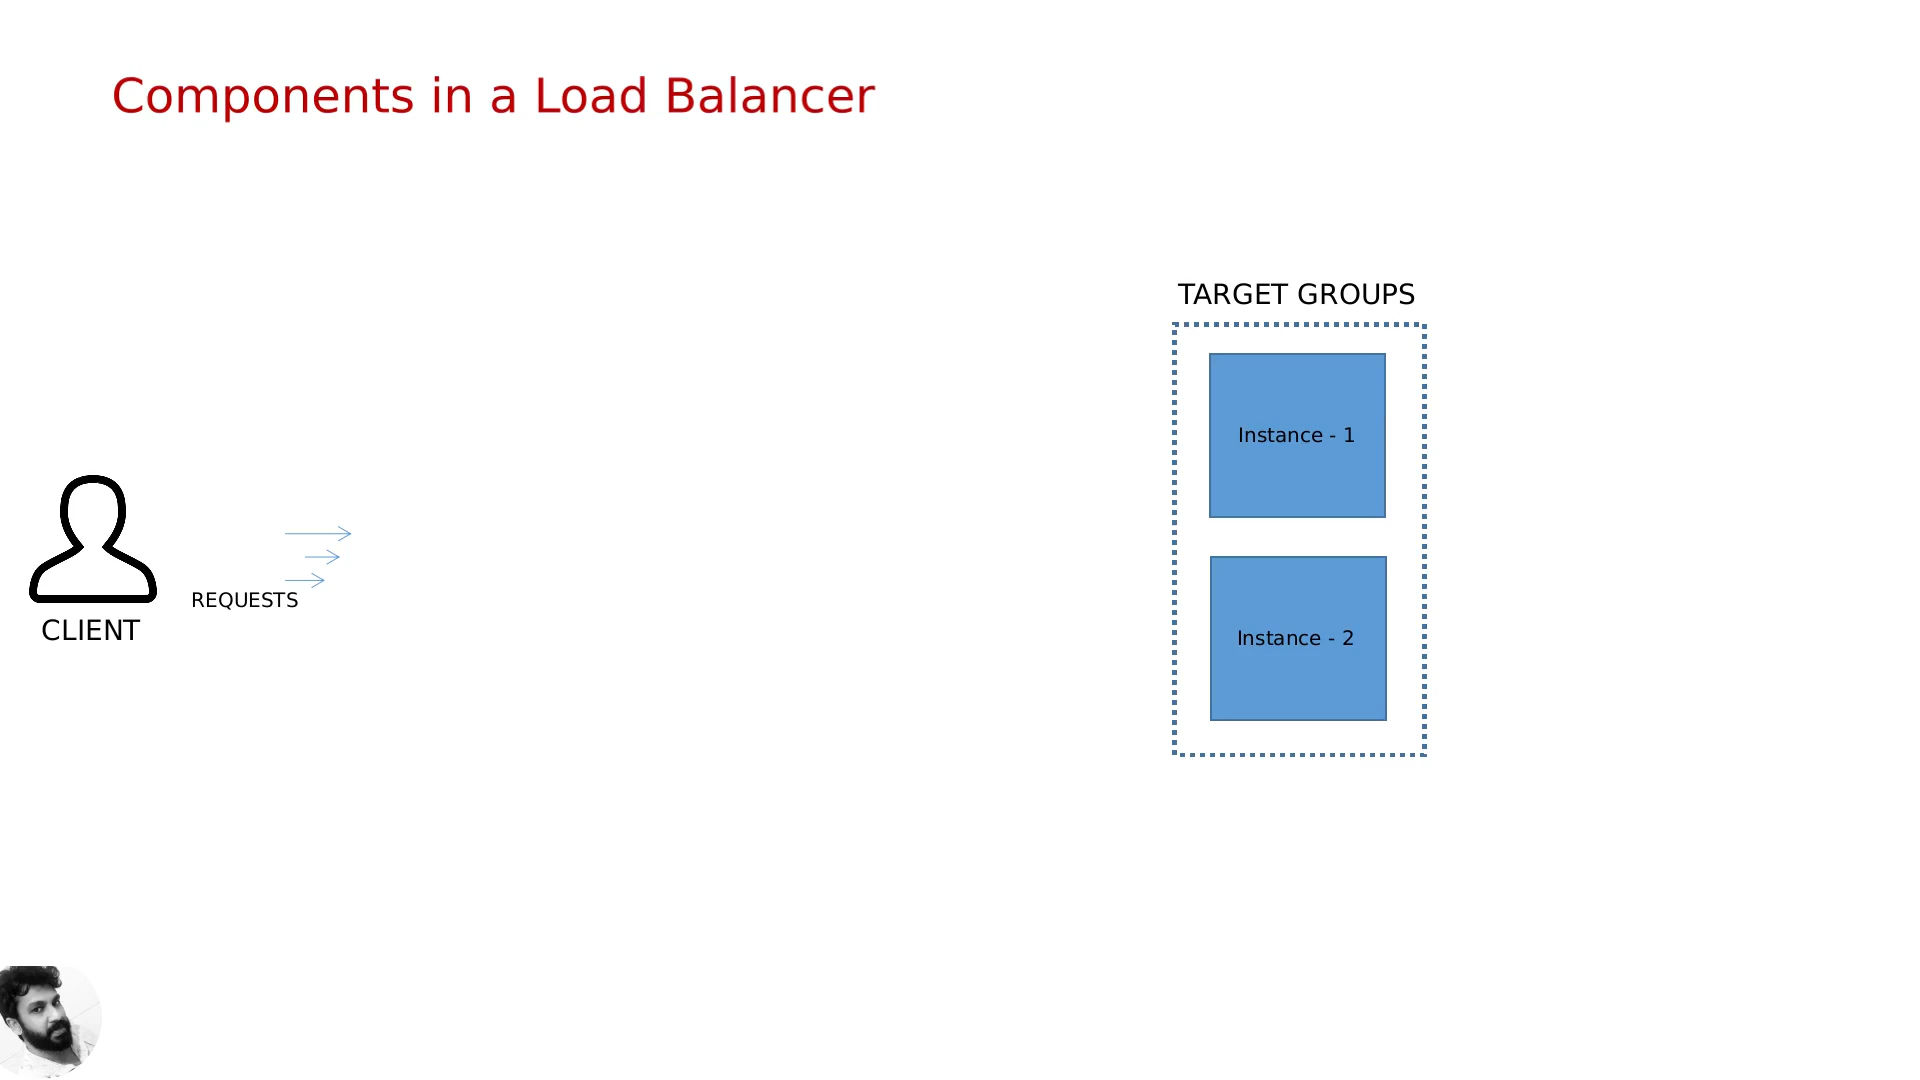 Components in a Load Balancer
TARGET GROUPS
Instance - 1
Instance - 2
REQUESTS
CLIENT